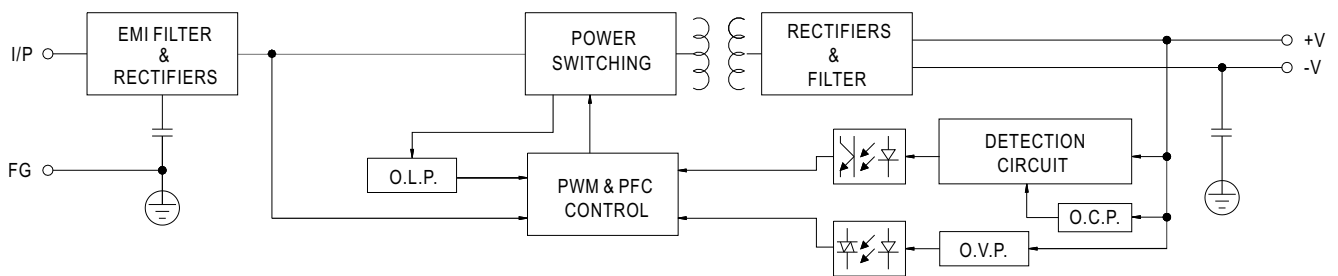 I/P
EMI FILTER
&
RECTIFIERS
POWER
SWITCHING
RECTIFIERS
&
FILTER
+V
-V
FG
O.L.P.
PWM & PFC
CONTROL
DETECTION
CIRCUIT
O.C.P.
O.V.P.